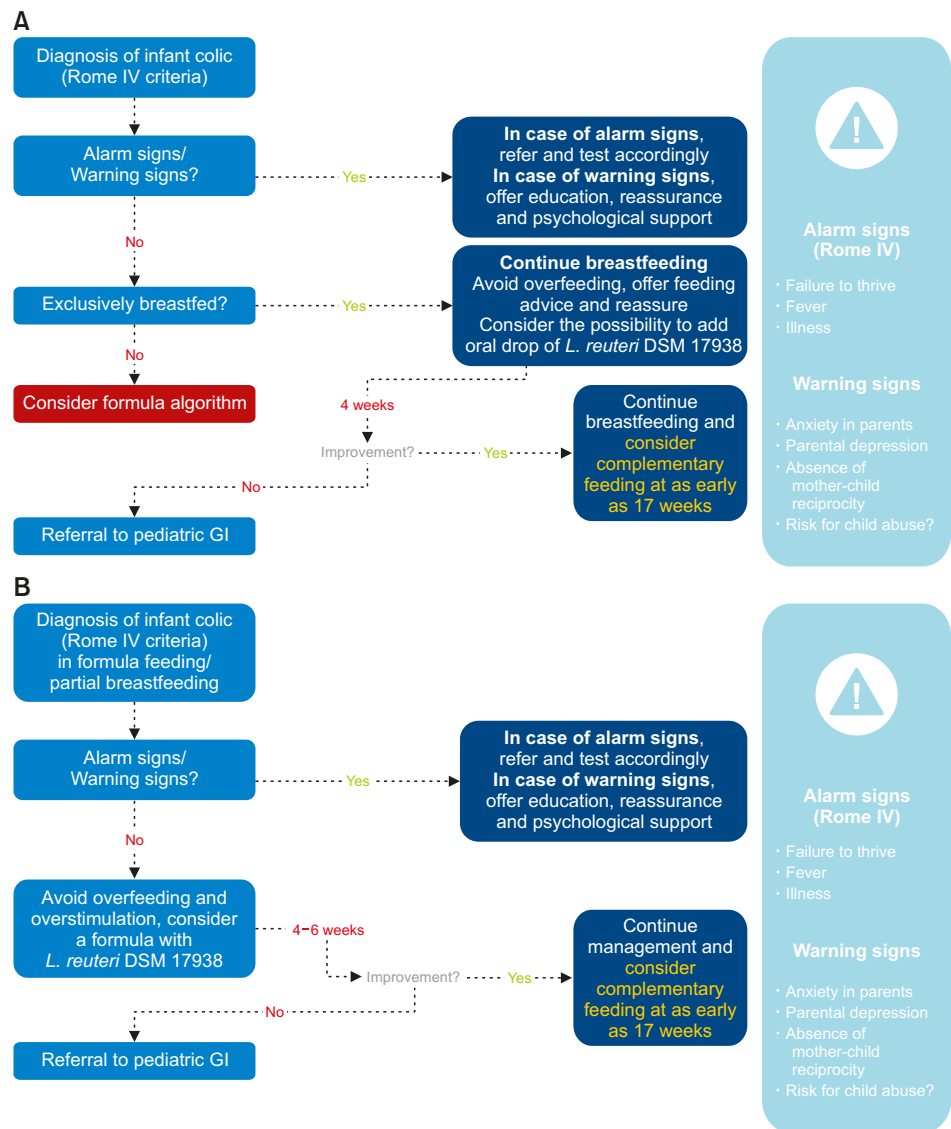 A
Diagnosis of infant colic
(Rome IV criteria)
Alarm signs/
Warning signs?
Yes
In case of alarm signs,
refer and test accordingly
In case of warning signs,
offer education, reassurance
and psychological support
No
Exclusively breastfed?
Yes
Continue breastfeeding
Avoid overfeeding, offer feeding
advice and reassure
Consider the possibility to add
oral drop of L. reuteri DSM 17938
No
Consider formula algorithm
4 weeks
Improvement?
Yes
Continue
breastfeeding and
consider
complementary
feeding at as early
as 17 weeks
No
Referral to pediatric GI
Alarm signs
(Rome IV)
· Failure to thrive
· Fever
· Illness
Warning signs
· Anxiety in parents
· Parental depression
· Absence of
mother-child
reciprocity
· Risk for child abuse?
B
Diagnosis of infant colic
(Rome IV criteria)
in formula feeding/
partial breastfeeding
Alarm signs/
Warning signs?
Yes
In case of alarm signs,
refer and test accordingly
In case of warning signs,
offer education, reassurance
and psychological support
No
Avoid overfeeding and
overstimulation, consider
a formula with
L. reuteri DSM 17938
4–6 weeks
Improvement?
Yes
Continue
management and
consider
complementary
feeding at as early
as 17 weeks
No
Referral to pediatric GI
Alarm signs
(Rome IV)
· Failure to thrive
· Fever
· Illness
Warning signs
· Anxiety in parents
· Parental depression
· Absence of
mother-child
reciprocity
· Risk for child abuse?